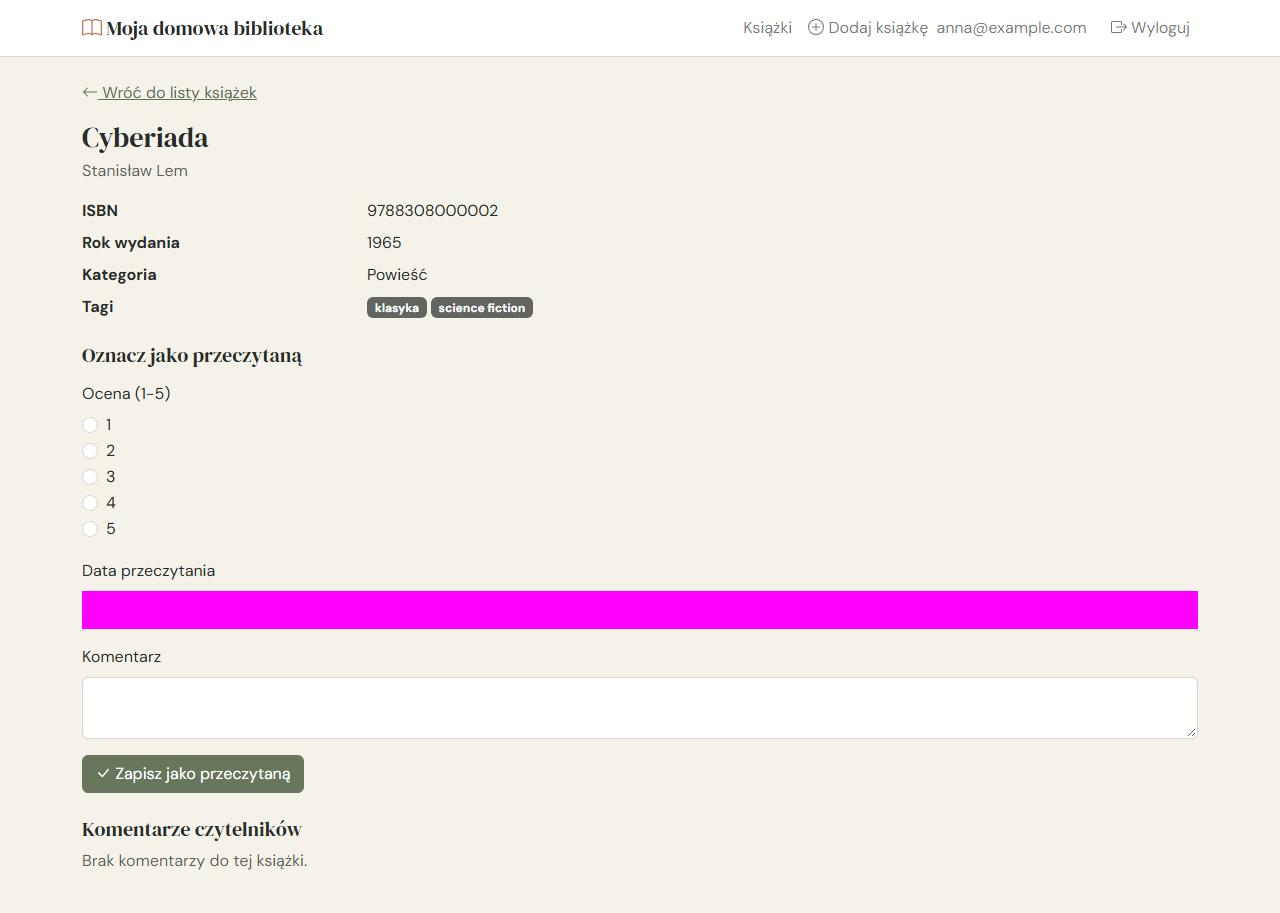 Moja domowa biblioteka
Książki Dodaj książkę anna@example.com Wyloguj
Wróć do listy książek
Cyberiada
Stanisław Lem
ISBN 9788308000002
Rok wydania 1965
Kategoria Powieść
Tagi klasyka science fiction
Oznacz jako przeczytaną
Ocena (1-5)
1
2
3
4
5
Data przeczytania
Komentarz
Zapisz jako przeczytaną
Komentarze czytelników
Brak komentarzy do tej książki.